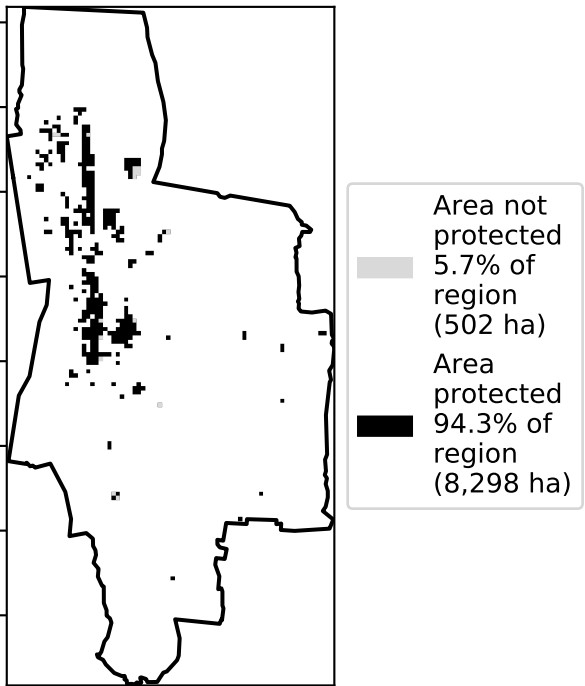 Area not
protected
5.7% of
region
(502 ha)
Area
protected
94.3% of
region
(8,298 ha)